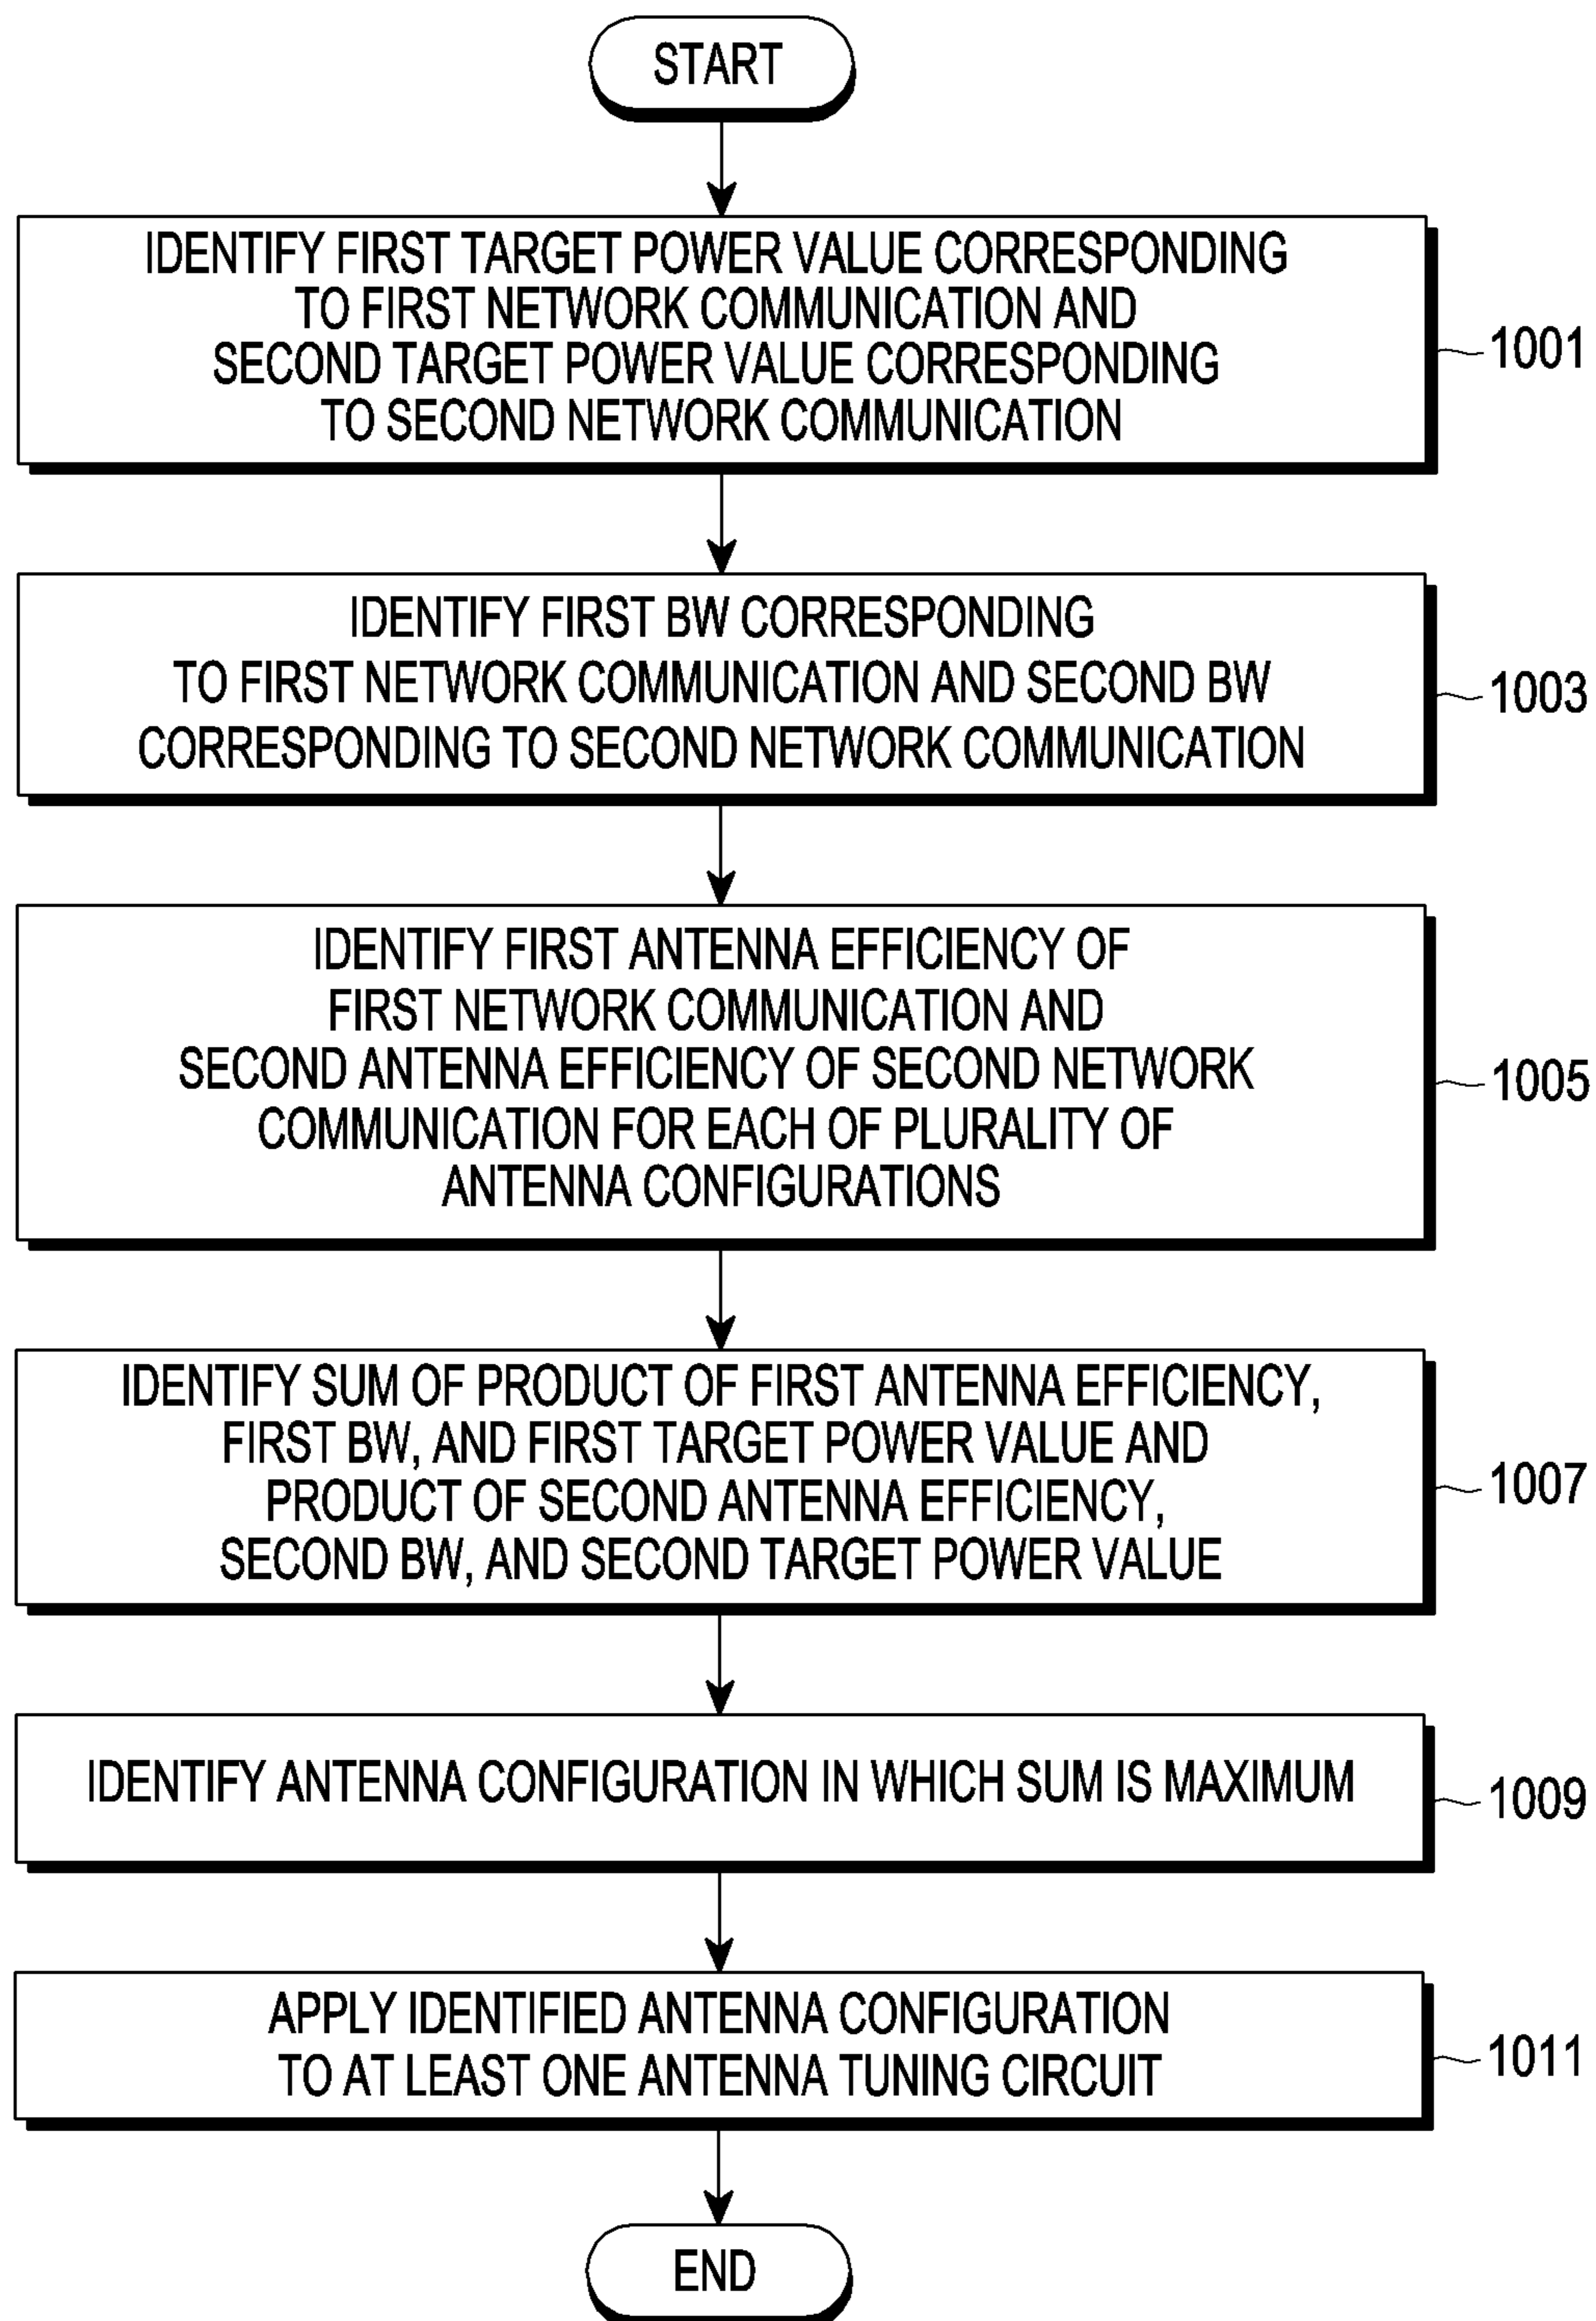 START
IDENTIFY FIRST TARGET POWER VALUE CORRESPONDING
TO FIRST NETWORK COMMUNICATION AND
SECOND TARGET POWER VALUE CORRESPONDING
TO SECOND NETWORK COMMUNICATION
1001
IDENTIFY FIRST BW CORRESPONDING
TO FIRST NETWORK COMMUNICATION AND SECOND BW
CORRESPONDING TO SECOND NETWORK COMMUNICATION
1003
IDENTIFY FIRST ANTENNA EFFICIENCY OF
FIRST NETWORK COMMUNICATION AND
SECOND ANTENNA EFFICIENCY OF SECOND NETWORK
COMMUNICATION FOR EACH OF PLURALITY OF
ANTENNA CONFIGURATIONS
1005
IDENTIFY SUM OF PRODUCT OF FIRST ANTENNA EFFICIENCY,
FIRST BW, AND FIRST TARGET POWER VALUE AND
PRODUCT OF SECOND ANTENNA EFFICIENCY,
SECOND BW, AND SECOND TARGET POWER VALUE
1007
IDENTIFY ANTENNA CONFIGURATION IN WHICH SUM IS MAXIMUM
1009
APPLY IDENTIFIED ANTENNA CONFIGURATION
TO AT LEAST ONE ANTENNA TUNING CIRCUIT
1011
END